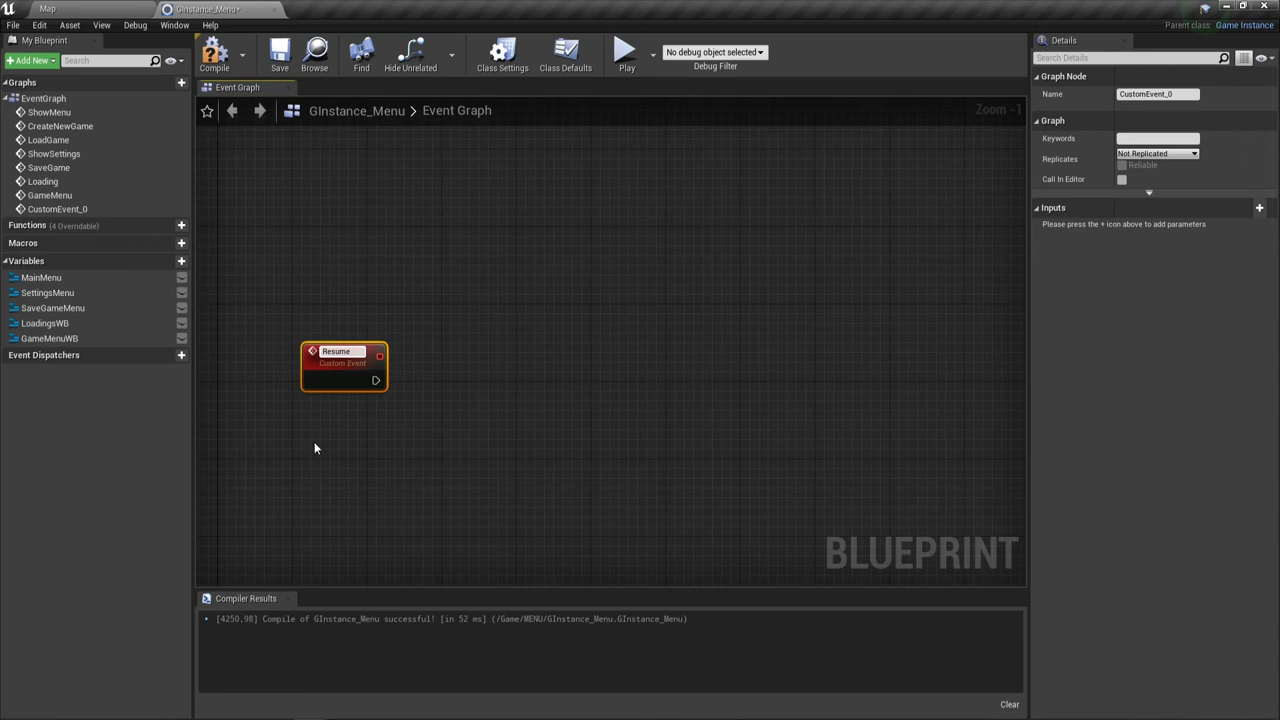 Map
GInstance_Menu•
File Edit Asset View Debug Window Help
Parent class: Game Instance
My Blueprint
Add New
Search
Compile
Save
Browse
Find
Hide Unrelated
Class Settings
Class Defaults
Play
No debug object selected
Debug Filter
Details
Search Details
Graphs
EventGraph
ShowMenu
CreateNewGame
LoadGame
ShowSettings
SaveGame
Loading
GameMenu
CustomEvent_0
Functions (4 Overridable)
Macros
Variables
MainMenu
SettingsMenu
SaveGameMenu
LoadingsWB
GameMenuWB
Event Dispatchers
Event Graph
GInstance_Menu > Event Graph
Zoom -1
Resume
Custom Event
BLUEPRINT
Compiler Results
[4250.98] Compile of GInstance_Menu successful! [in 52 ms] (/Game/MENU/GInstance_Menu.GInstance_Menu)
Clear
Graph Node
Name CustomEvent_0
Graph
Keywords
Replicates Not Replicated
Reliable
Call In Editor
Inputs
Please press the + icon above to add parameters